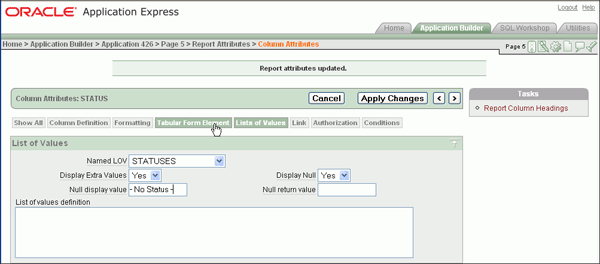 ORACLE Application Express
Logout Help
Home Application Builder SQL Workshop Utilities
Home > Application Builder > Application 426 > Page 5 > Report Attributes > Column Attributes
Page 5
Report attributes updated.
Column Attributes: STATUS
Cancel Apply Changes < >
Tasks
Report Column Headings
Show All Column Definition Formatting Tabular Form Element Lists of Values Link Authorization Conditions
List of Values
Named LOV STATUSES
Display Extra Values Yes Display Null Yes
Null display value - No Status - Null return value
List of values definition